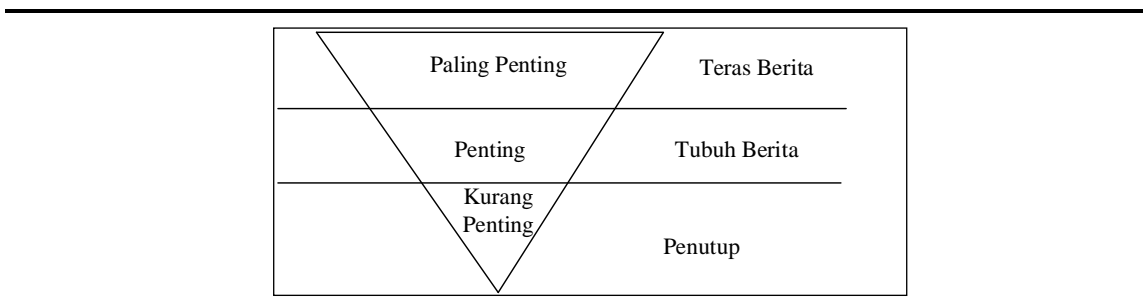 Paling Penting
Teras Berita
Penting
Tubuh Berita
Kurang
Penting
Penutup